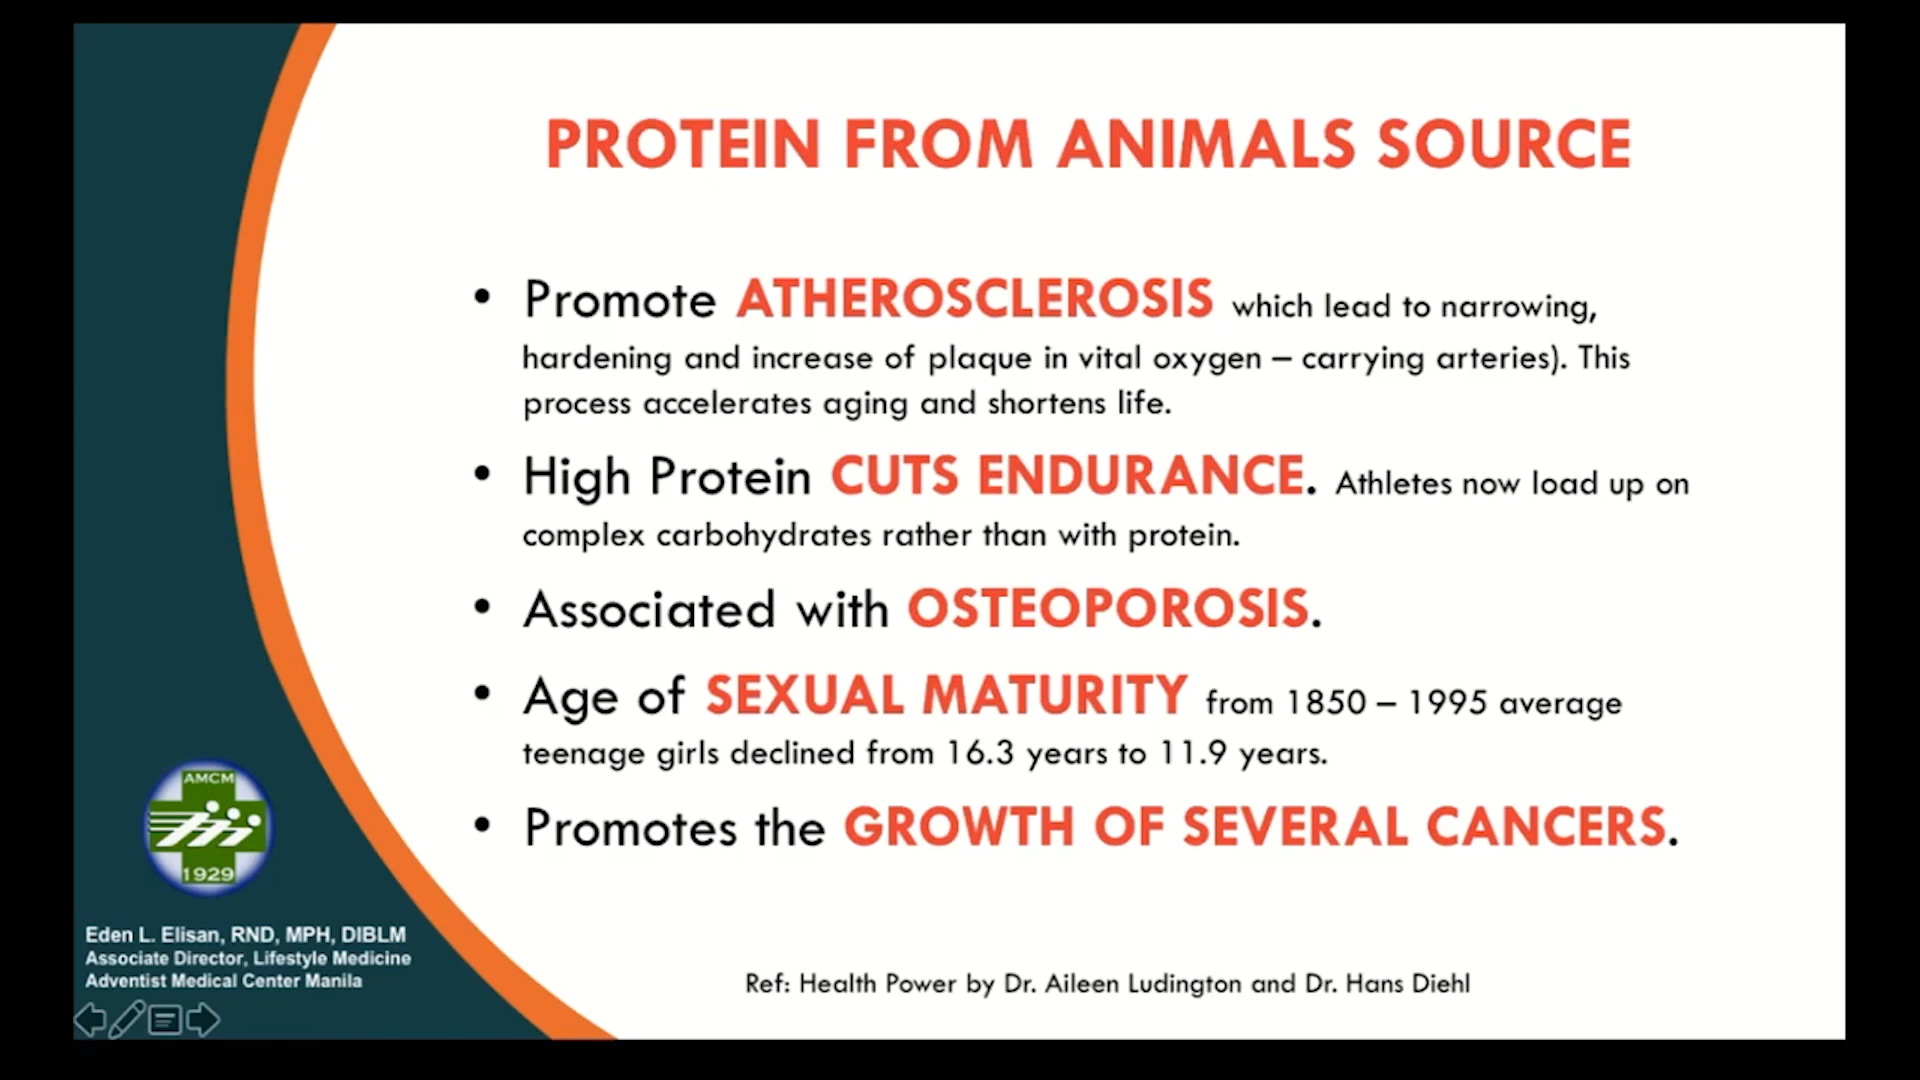 PROTEIN FROM ANIMALS SOURCE
• Promote ATHEROSCLEROSIS which lead to narrowing,
hardening and increase of plaque in vital oxygen – carrying arteries). This
process accelerates aging and shortens life.
• High Protein CUTS ENDURANCE. Athletes now load up on
complex carbohydrates rather than with protein.
• Associated with OSTEOPOROSIS.
• Age of SEXUAL MATURITY from 1850 – 1995 average
teenage girls declined from 16.3 years to 11.9 years.
• Promotes the GROWTH OF SEVERAL CANCERS.
AMCM
1929
Eden L. Elisan, RND, MPH, DIBLM
Associate Director, Lifestyle Medicine
Adventist Medical Center Manila
Ref: Health Power by Dr. Aileen Ludington and Dr. Hans Diehl